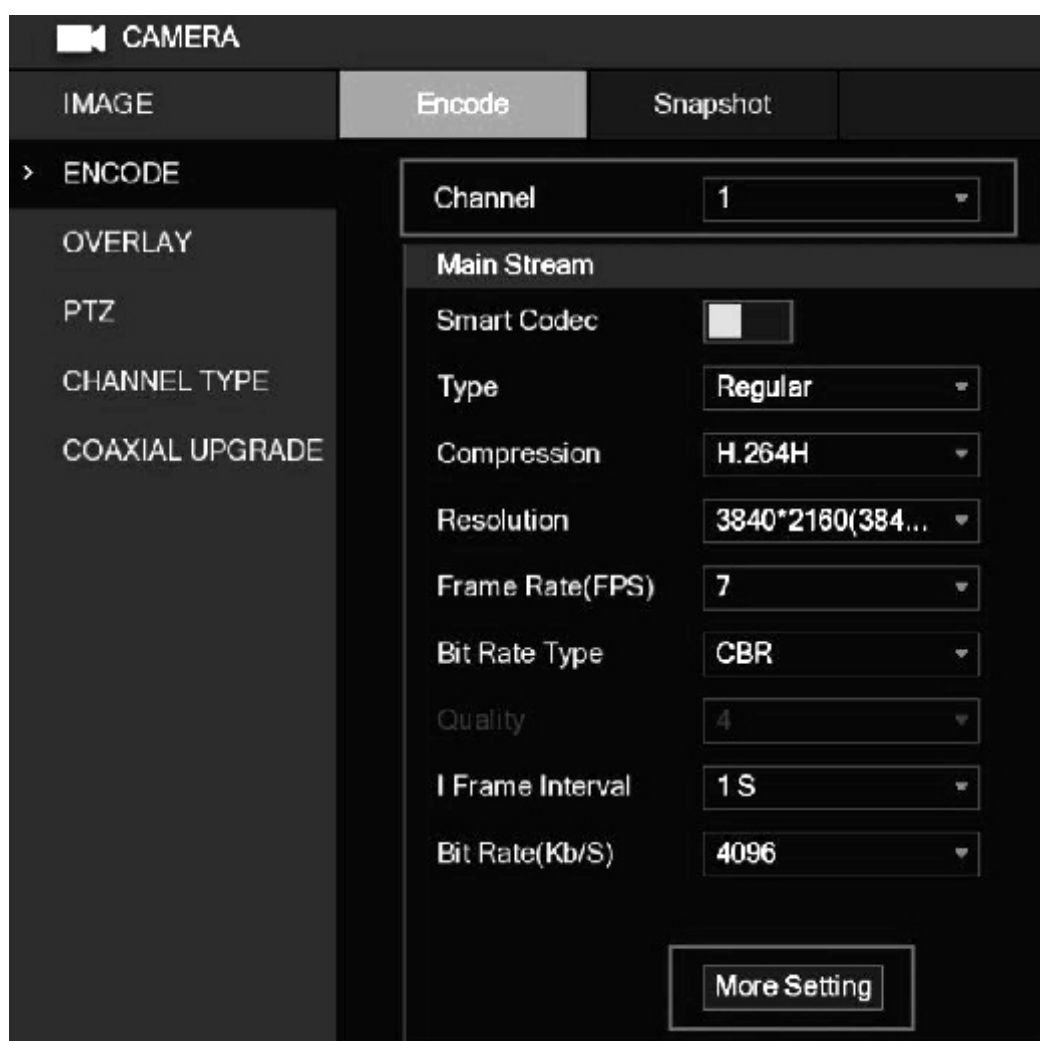 CAMERA
IMAGE
Encode
Snapshot
> ENCODE
OVERLAY
PTZ
CHANNEL TYPE
COAXIAL UPGRADE
Channel 1
Main Stream
Smart Codec
Type Regular
Compression H.264H
Resolution 3840*2160(384...
Frame Rate(FPS) 7
Bit Rate Type CBR
Quality 4
I Frame Interval 1 S
Bit Rate(Kb/S) 4096
More Setting